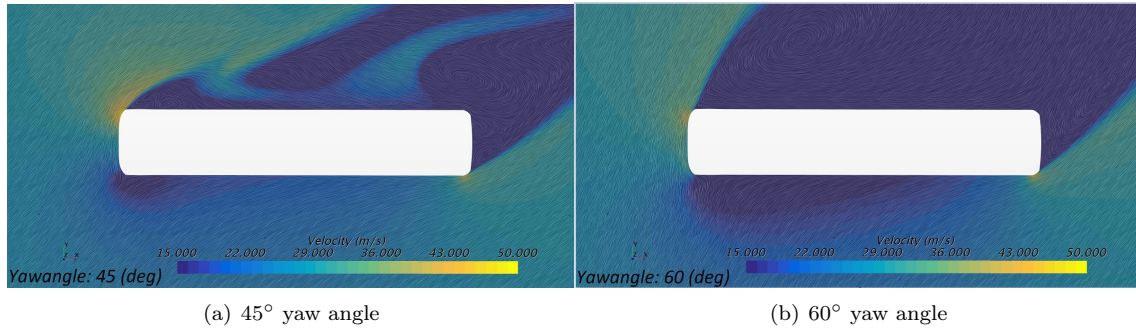 Velocity (m/s)
15.000 22.000 29.000 36.000 43.000 50.000
Yawangle: 45 (deg)
Velocity (m/s)
15.000 22.000 29.000 36.000 43.000 50.000
Yawangle: 60 (deg)
(a) 45° yaw angle
(b) 60° yaw angle